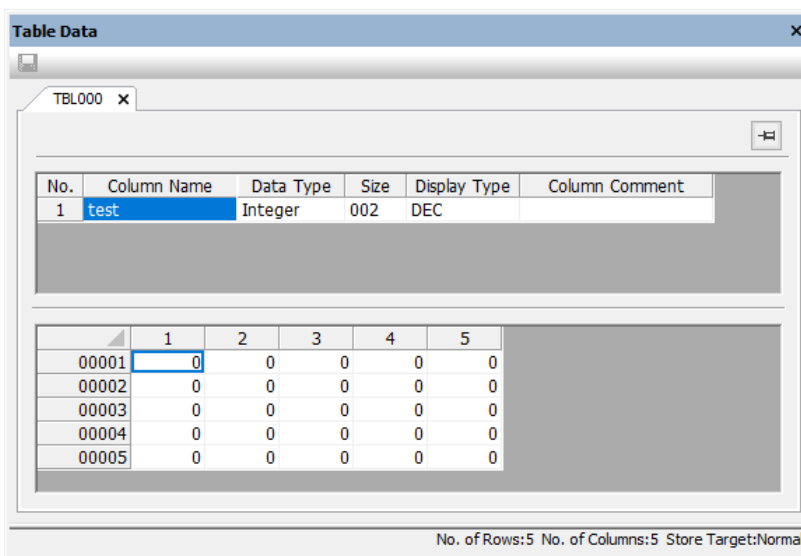 Table Data
TBL000
No. Column Name Data Type Size Display Type Column Comment
1 test Integer 002 DEC
1 2 3 4 5
00001 0 0 0 0 0
00002 0 0 0 0 0
00003 0 0 0 0 0
00004 0 0 0 0 0
00005 0 0 0 0 0
No. of Rows:5 No. of Columns:5 Store Target:Norma